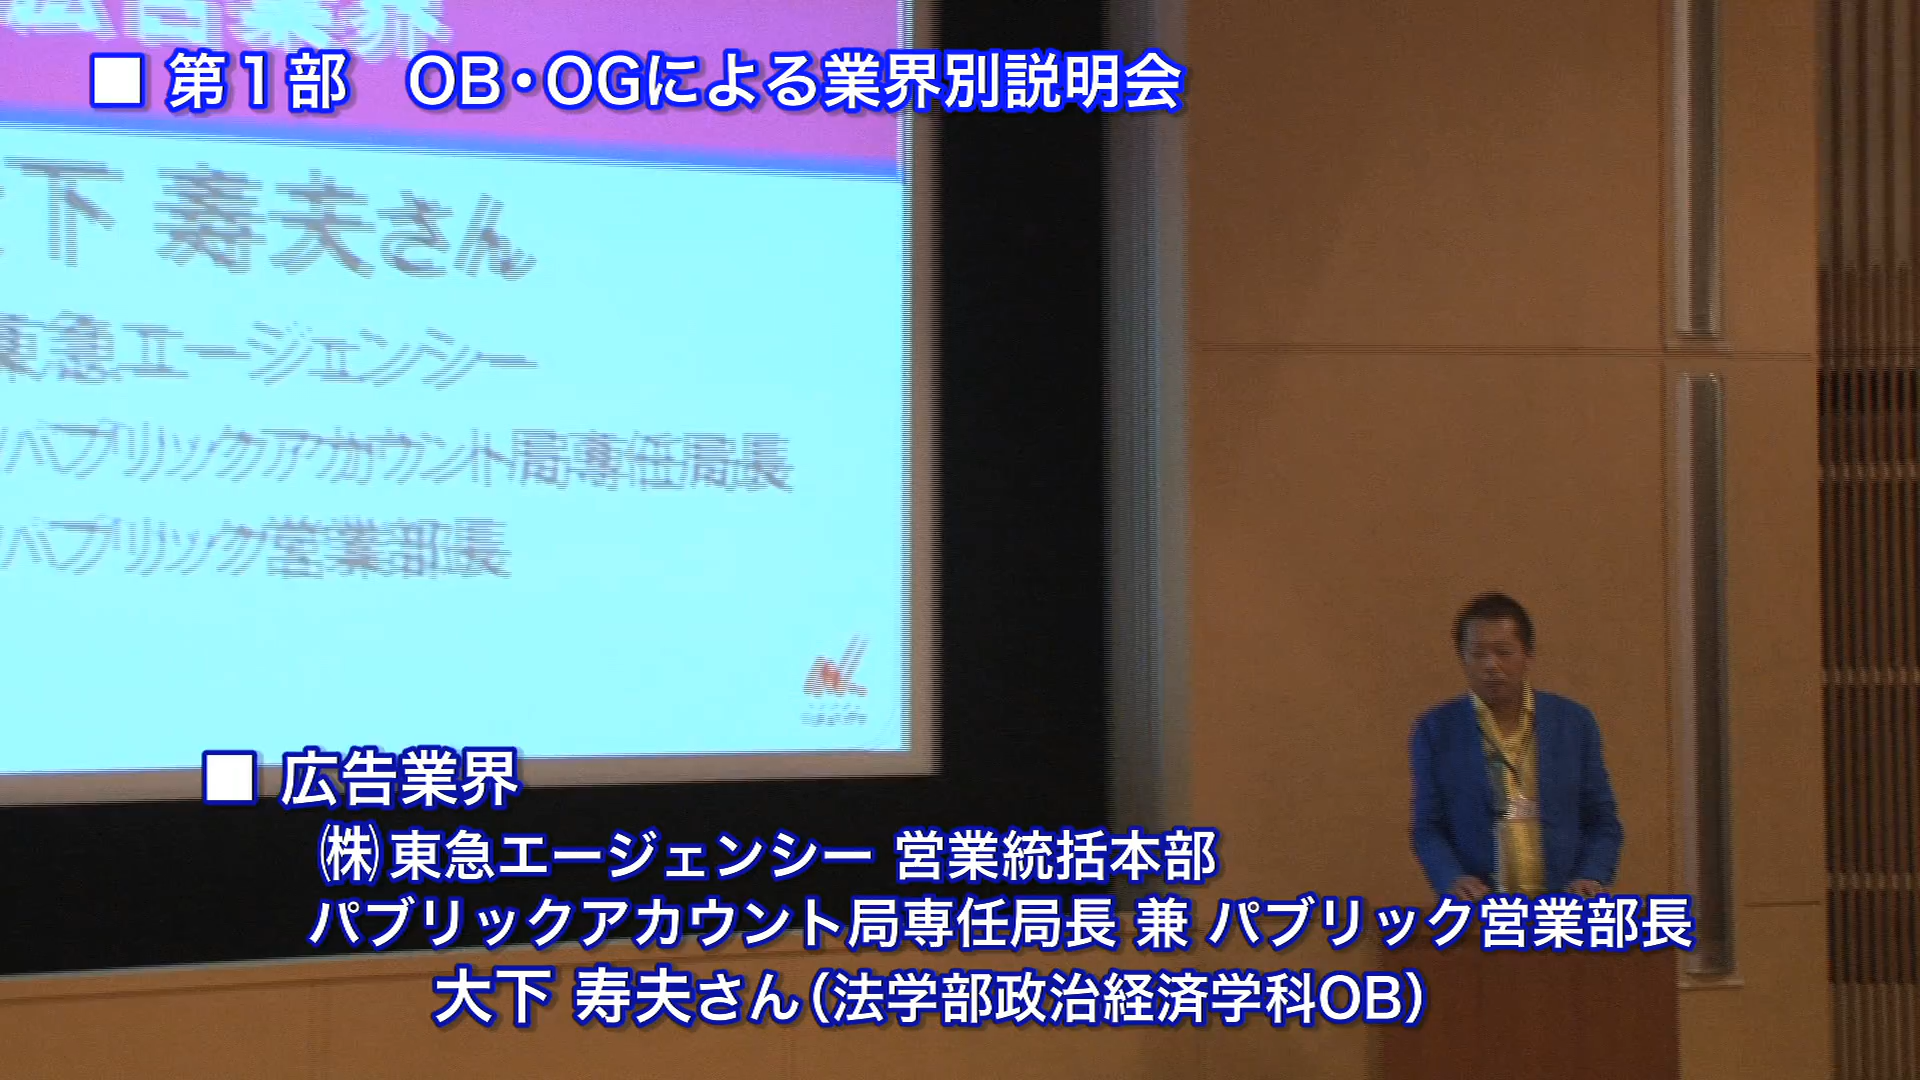 広告業界
■ 第1部　OB・OGによる業界別説明会
下 寿夫さん
東急エージェンシー
パブリックアカウント局専任局長
パブリック営業部長
■ 広告業界
㈱東急エージェンシー 営業統括本部
パブリックアカウント局専任局長 兼 パブリック営業部長
大下 寿夫さん(法学部政治経済学科OB)